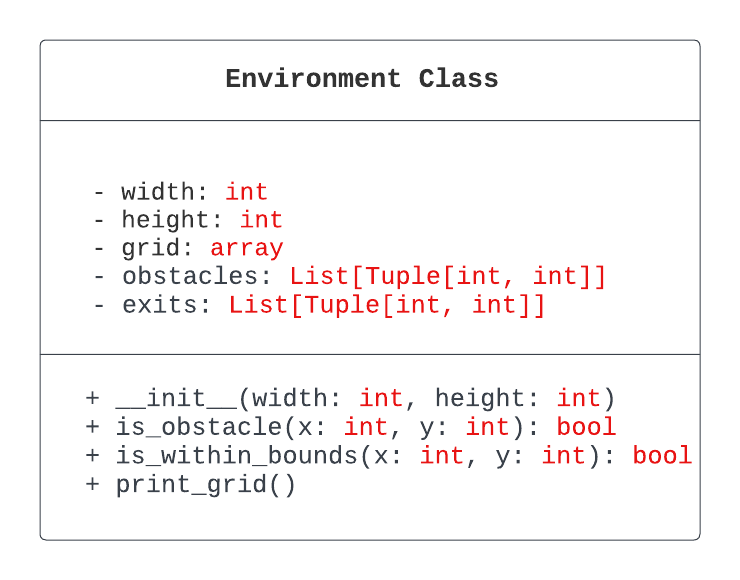 Environment Class
- width: int
- height: int
- grid: array
- obstacles: List[Tuple[int, int]]
- exits: List[Tuple[int, int]]
+ __init__(width: int, height: int)
+ is_obstacle(x: int, y: int): bool
+ is_within_bounds(x: int, y: int): bool
+ print_grid()